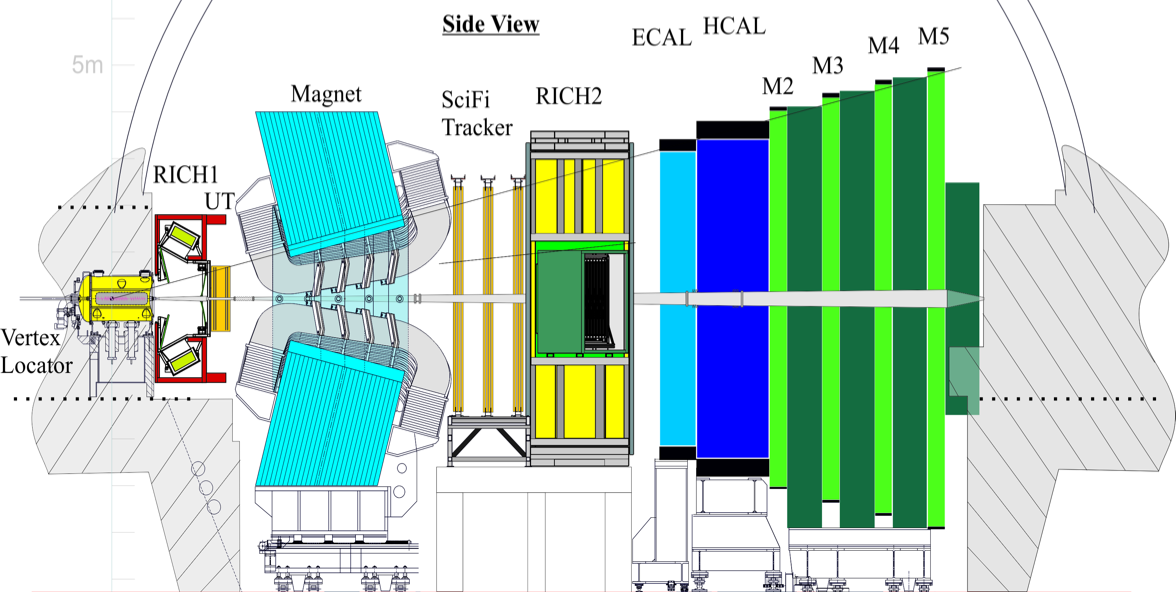 Side View
ECAL
HCAL
M2
M3
M4
M5
5m
Magnet
SciFi
Tracker
RICH2
RICH1
UT
Vertex
Locator